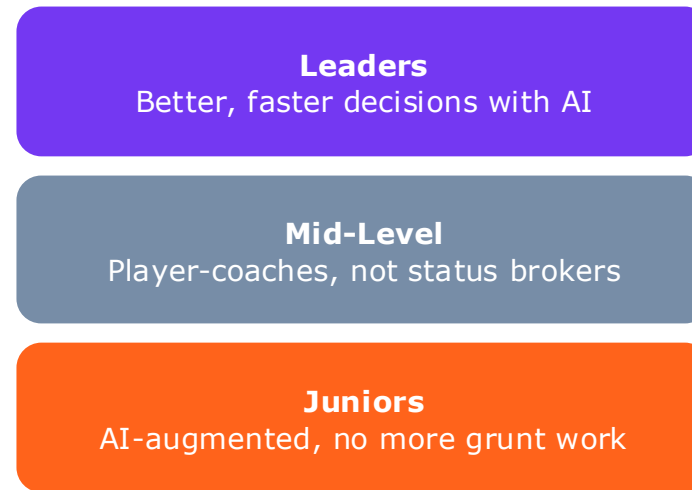 Leaders
Better, faster decisions with AI
Mid-Level
Player-coaches, not status brokers
Juniors
AI-augmented, no more grunt work